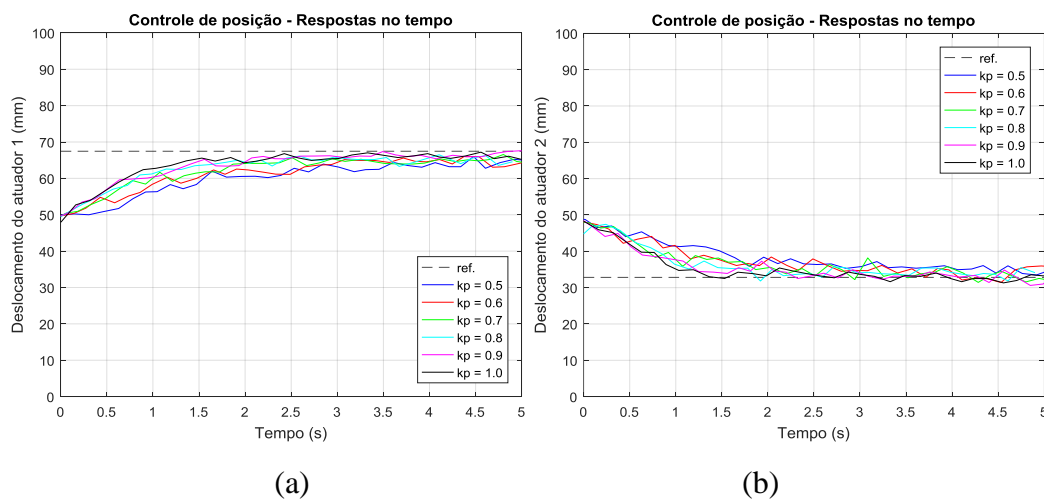 Controle de posição - Respostas no tempo
100
90
80
70
60
50
40
30
20
10
0
Deslocamento do atuador 1 (mm)
ref.
kp = 0.5
kp = 0.6
kp = 0.7
kp = 0.8
kp = 0.9
kp = 1.0
0 0.5 1 1.5 2 2.5 3 3.5 4 4.5 5
Tempo (s)
(a)
Controle de posição - Respostas no tempo
100
90
80
70
60
50
40
30
20
10
0
Deslocamento do atuador 2 (mm)
ref.
kp = 0.5
kp = 0.6
kp = 0.7
kp = 0.8
kp = 0.9
kp = 1.0
0 0.5 1 1.5 2 2.5 3 3.5 4 4.5 5
Tempo (s)
(b)